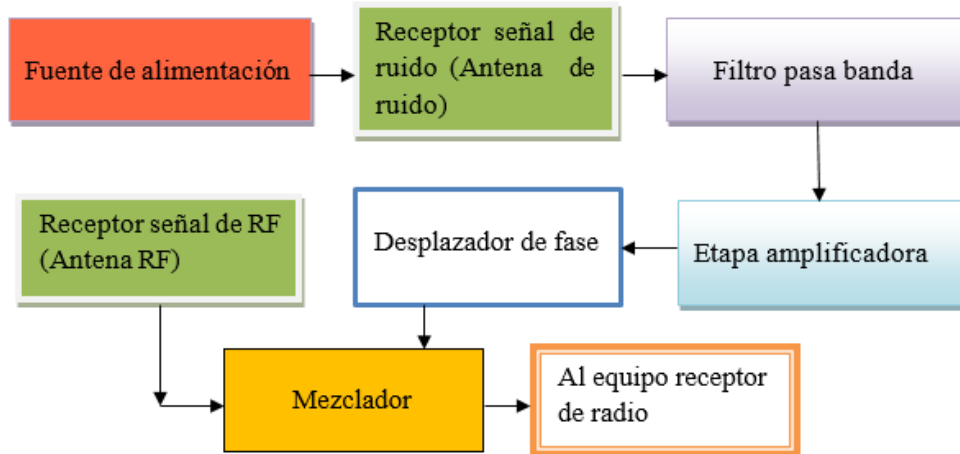 Fuente de alimentación
Receptor señal de
ruido (Antena de
ruido)
Filtro pasa banda
Receptor señal de RF
(Antena RF)
Desplazador de fase
Etapa amplificadora
Mezclador
Al equipo receptor
de radio